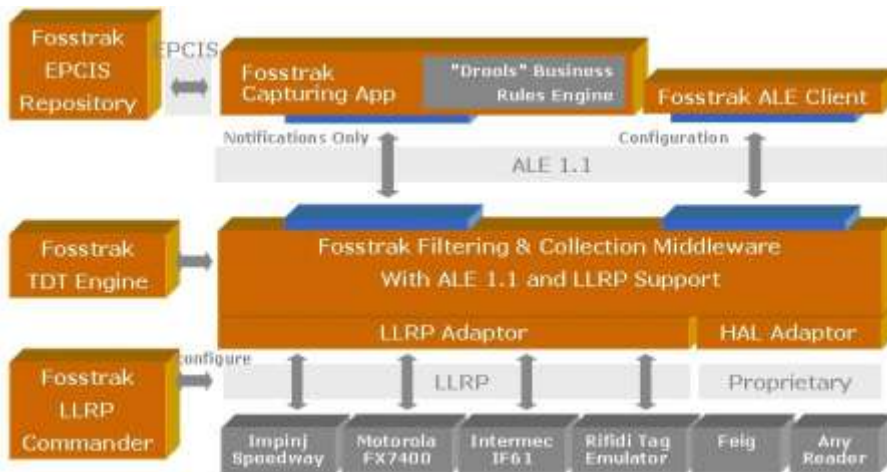 Fosstrak
EPCIS
Repository
EPCIS
Fosstrak
Capturing App
"Drools" Business
Rules Engine
Fosstrak ALE Client
Notifications Only
Configuration
ALE 1.1
Fosstrak
TDT Engine
Fosstrak Filtering & Collection Middleware
With ALE 1.1 and LLRP Support
LLRP Adaptor
HAL Adaptor
configure
Fosstrak
LLRP
Commander
LLRP
Proprietary
Impinj
Speedway
Motorola
FX7400
Intermec
IF61
Rifidi Tag
Emulator
Feig
Any
Reader